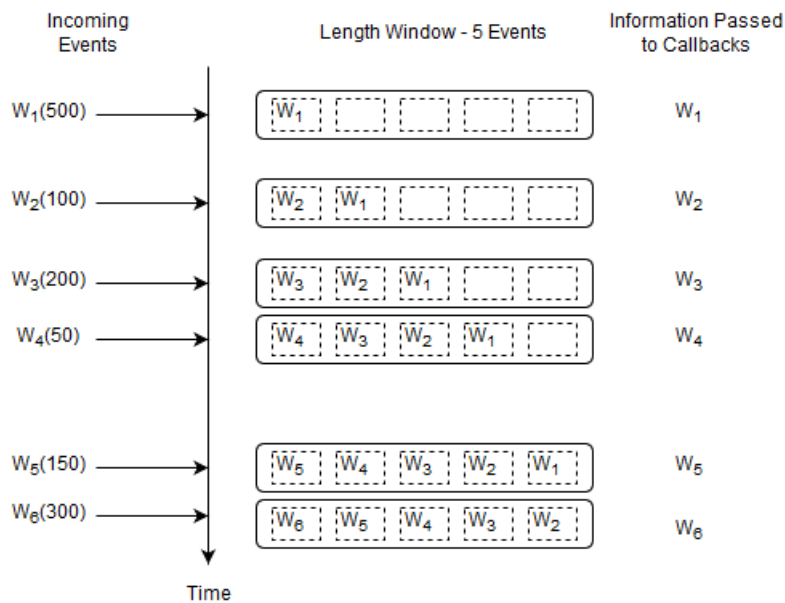 Incoming
Events
Length Window - 5 Events
Information Passed
to Callbacks
W₁(500)
W₁
W₁
W₂(100)
W₂ W₁
W₂
W₃(200)
W₃ W₂ W₁
W₃
W₄(50)
W₄ W₃ W₂ W₁
W₄
W₅(150)
W₅ W₄ W₃ W₂ W₁
W₅
W₆(300)
W₆ W₅ W₄ W₃ W₂
W₆
Time